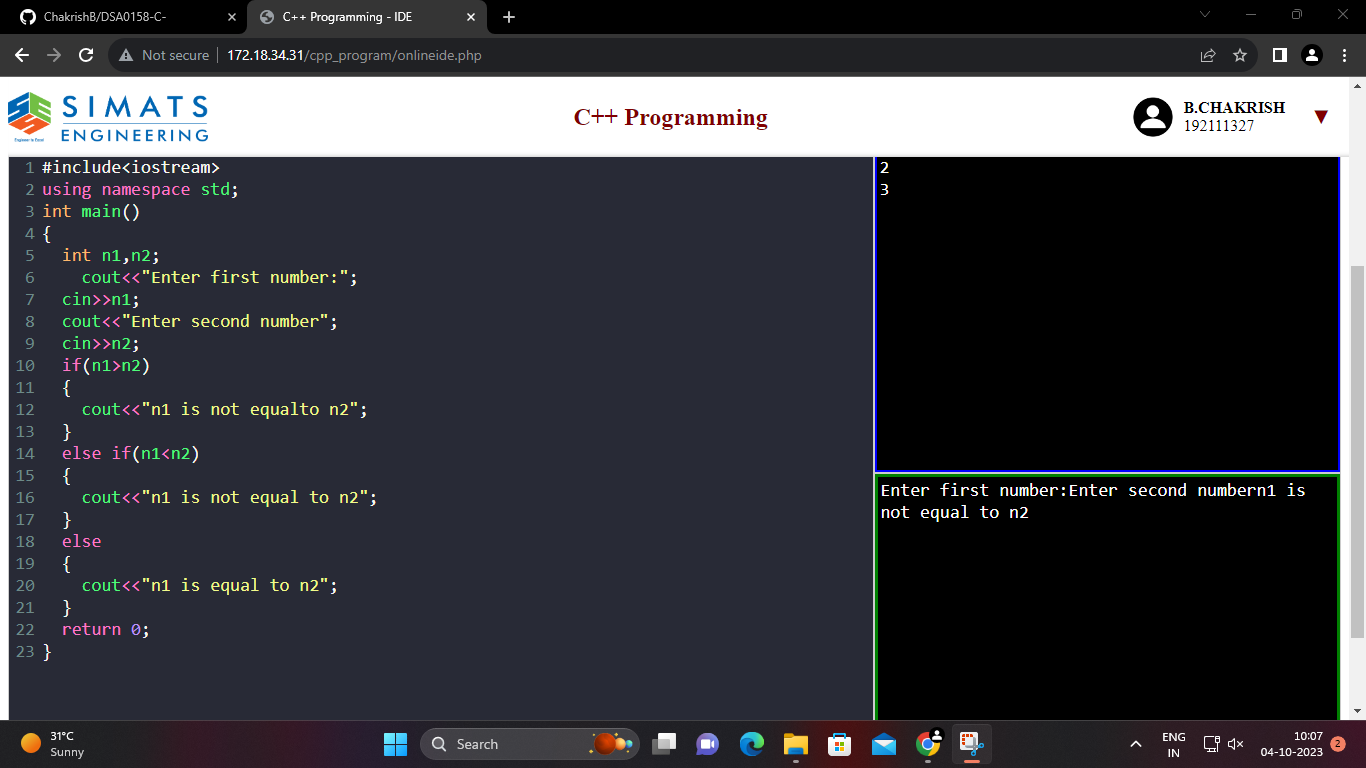 ChakrishB/DSA0158-C-
C++ Programming - IDE
Not secure
172.18.34.31/cpp_program/onlineide.php
SIMATS
ENGINEERING
Engineer to Excel
C++ Programming
B.CHAKRISH
192111327
1 #include<iostream>
2 using namespace std;
3 int main()
4 {
5   int n1,n2;
6     cout<<"Enter first number:";
7   cin>>n1;
8   cout<<"Enter second number";
9   cin>>n2;
10   if(n1>n2)
11   {
12     cout<<"n1 is not equalto n2";
13   }
14   else if(n1<n2)
15   {
16     cout<<"n1 is not equal to n2";
17   }
18   else
19   {
20     cout<<"n1 is equal to n2";
21   }
22   return 0;
23 }
2
3
Enter first number:Enter second numbern1 is
not equal to n2
31°C
Sunny
Search
ENG
IN
10:07
04-10-2023
2